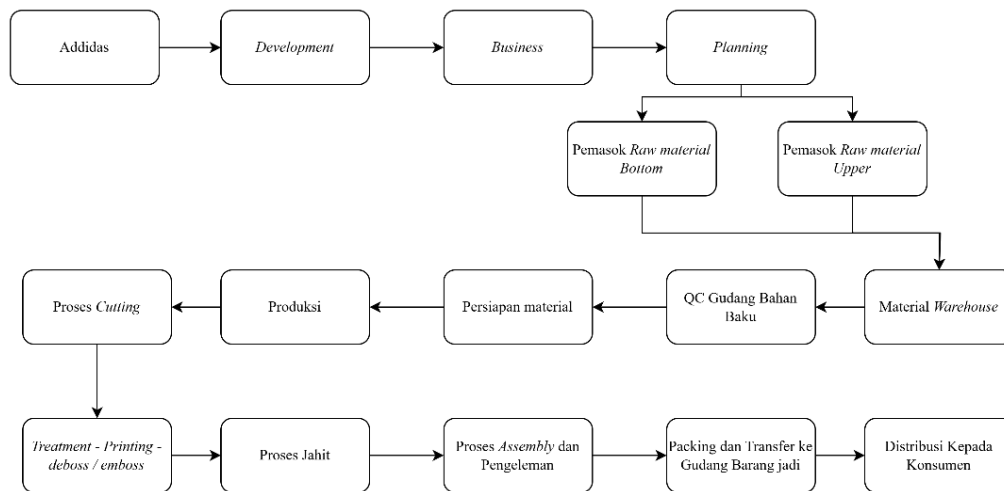 Addidas
Development
Business
Planning
Pemasok Raw material
Bottom
Pemasok Raw material
Upper
Proses Cutting
Produksi
Persiapan material
QC Gudang Bahan
Baku
Material Warehouse
Treatment - Printing -
deboss / emboss
Proses Jahit
Proses Assembly dan
Pengeleman
Packing dan Transfer ke
Gudang Barang jadi
Distribusi Kepada
Konsumen